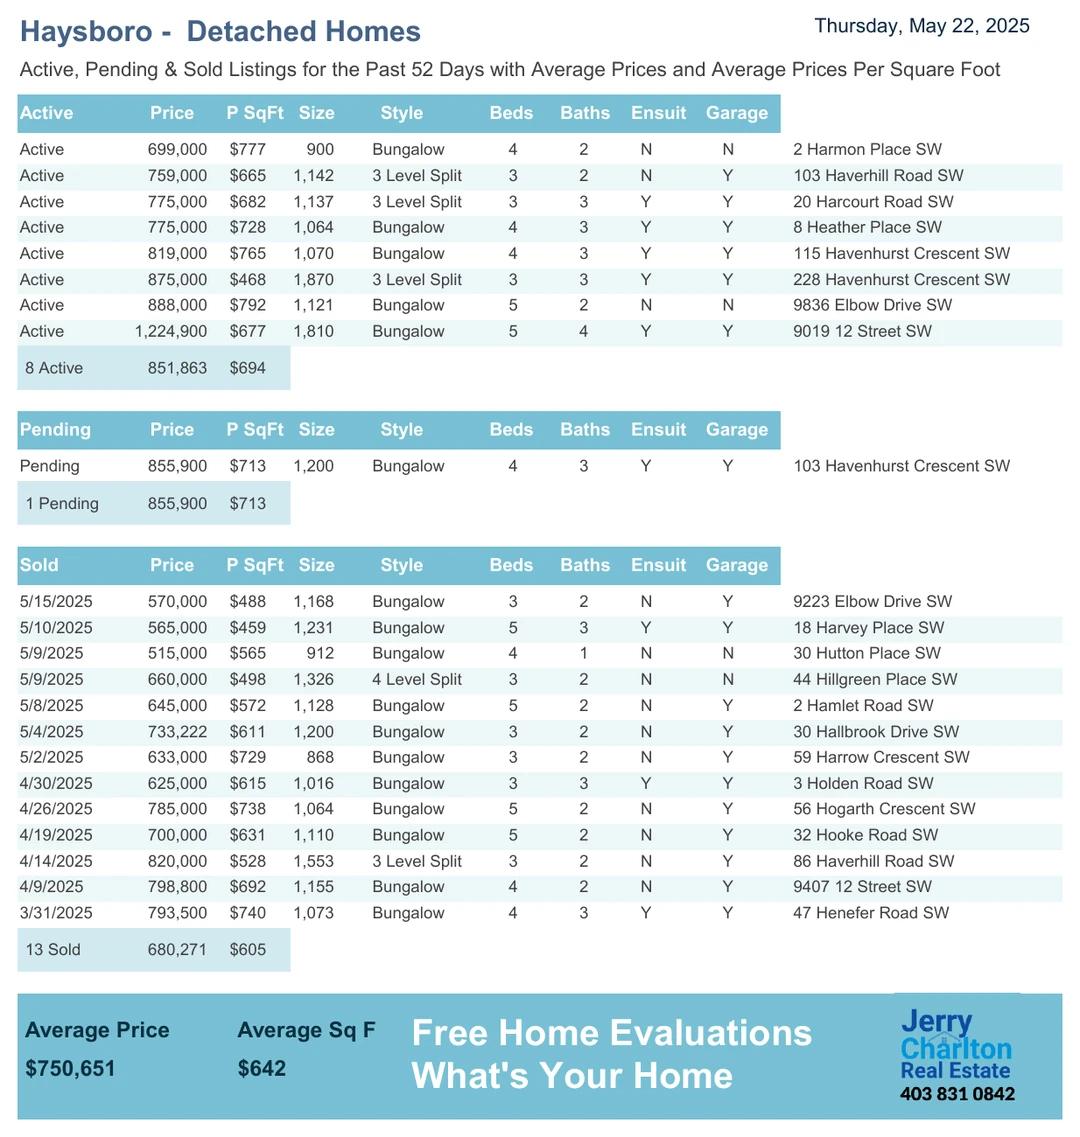 Haysboro - Detached Homes
Thursday, May 22, 2025
Active, Pending & Sold Listings for the Past 52 Days with Average Prices and Average Prices Per Square Foot
Active Price P SqFt Size Style Beds Baths Ensuit Garage
Active 699,000 $777 900 Bungalow 4 2 N N 2 Harmon Place SW
Active 759,000 $665 1,142 3 Level Split 3 2 N Y 103 Haverhill Road SW
Active 775,000 $682 1,137 3 Level Split 3 3 Y Y 20 Harcourt Road SW
Active 775,000 $728 1,064 Bungalow 4 3 Y Y 8 Heather Place SW
Active 819,000 $765 1,070 Bungalow 4 3 Y Y 115 Havenhurst Crescent SW
Active 875,000 $468 1,870 3 Level Split 3 3 Y Y 228 Havenhurst Crescent SW
Active 888,000 $792 1,121 Bungalow 5 2 N N 9836 Elbow Drive SW
Active 1,224,900 $677 1,810 Bungalow 5 4 Y Y 9019 12 Street SW
8 Active 851,863 $694
Pending Price P SqFt Size Style Beds Baths Ensuit Garage
Pending 855,900 $713 1,200 Bungalow 4 3 Y Y 103 Havenhurst Crescent SW
1 Pending 855,900 $713
Sold Price P SqFt Size Style Beds Baths Ensuit Garage
5/15/2025 570,000 $488 1,168 Bungalow 3 2 N Y 9223 Elbow Drive SW
5/10/2025 565,000 $459 1,231 Bungalow 5 3 Y Y 18 Harvey Place SW
5/9/2025 515,000 $565 912 Bungalow 4 1 N N 30 Hutton Place SW
5/9/2025 660,000 $498 1,326 4 Level Split 3 2 N N 44 Hillgreen Place SW
5/8/2025 645,000 $572 1,128 Bungalow 5 2 N Y 2 Hamlet Road SW
5/4/2025 733,222 $611 1,200 Bungalow 3 2 N Y 30 Hallbrook Drive SW
5/2/2025 633,000 $729 868 Bungalow 3 2 N Y 59 Harrow Crescent SW
4/30/2025 625,000 $615 1,016 Bungalow 3 3 Y Y 3 Holden Road SW
4/26/2025 785,000 $738 1,064 Bungalow 5 2 N Y 56 Hogarth Crescent SW
4/19/2025 700,000 $631 1,110 Bungalow 5 2 N Y 32 Hooke Road SW
4/14/2025 820,000 $528 1,553 3 Level Split 3 2 N Y 86 Haverhill Road SW
4/9/2025 798,800 $692 1,155 Bungalow 4 2 N Y 9407 12 Street SW
3/31/2025 793,500 $740 1,073 Bungalow 4 3 Y Y 47 Henefer Road SW
13 Sold 680,271 $605
Average Price Average Sq F
$750,651 $642
Free Home Evaluations
What's Your Home
Jerry
Charlton
Real Estate
403 831 0842